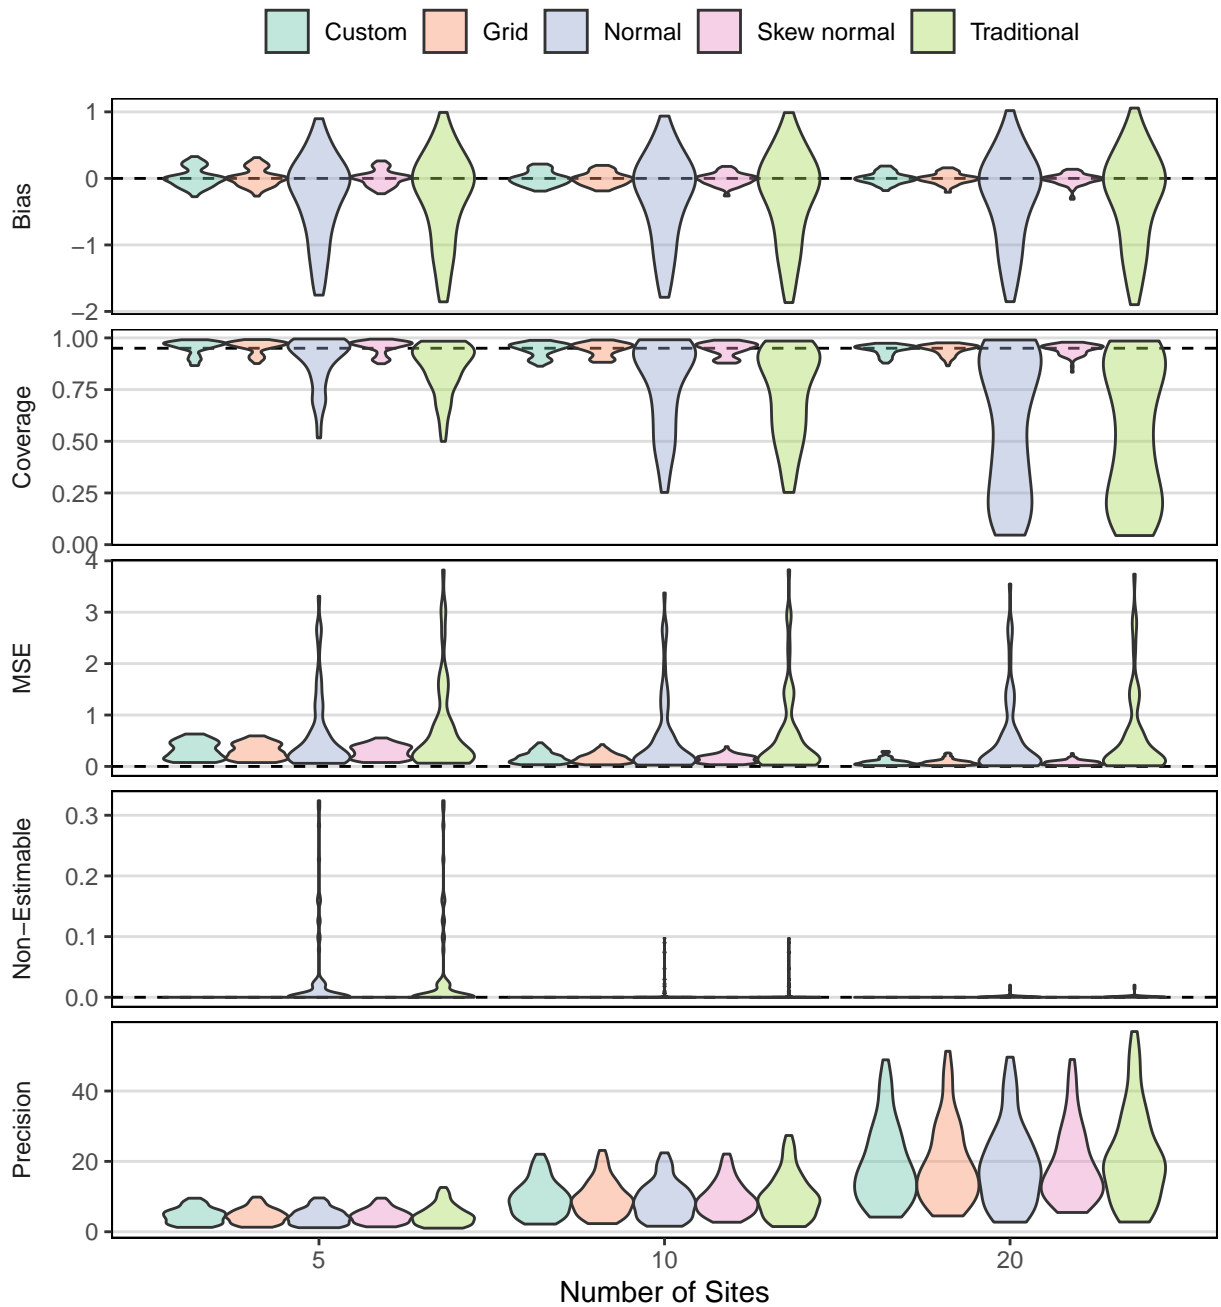 Custom Grid Normal Skew normal Traditional
Bias
1
0
−1
−2
Coverage
1.00
0.75
0.50
0.25
0.00
MSE
4
3
2
1
0
Non−Estimable
0.3
0.2
0.1
0.0
Precision
40
20
0
5 10 20
Number of Sites